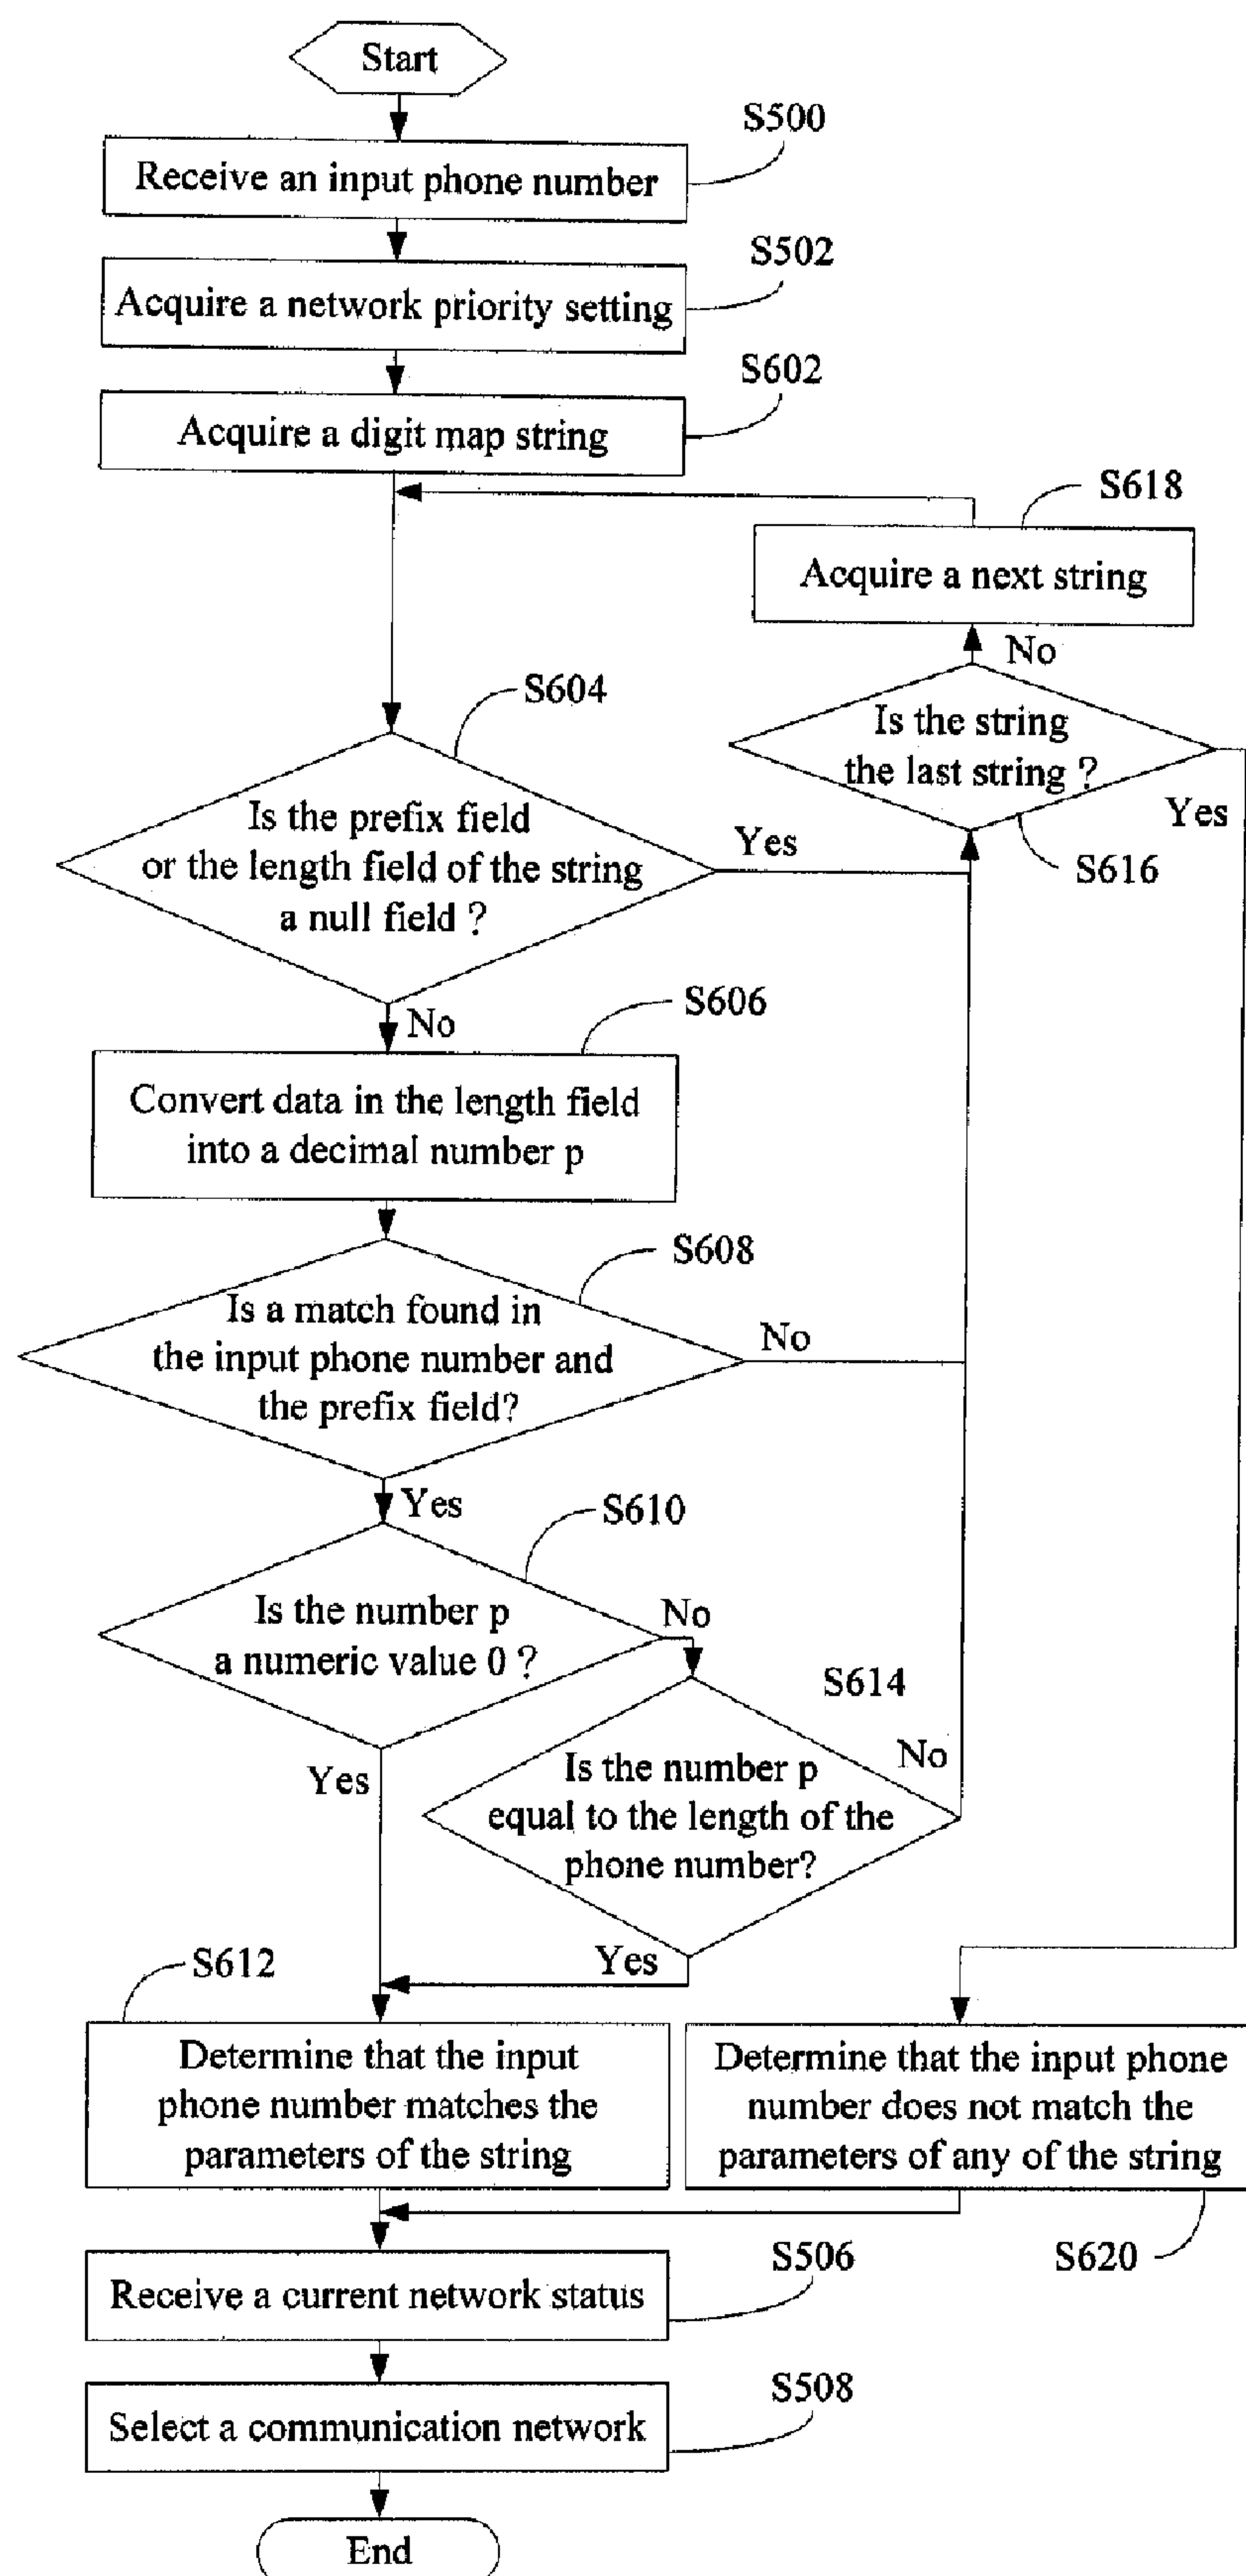 Start
S500
Receive an input phone number
S502
Acquire a network priority setting
S602
Acquire a digit map string
S618
Acquire a next string
No
S604
Is the string
the last string ?
Yes
S616
Is the prefix field
or the length field of the string
a null field ?
Yes
No
S606
Convert data in the length field
into a decimal number p
S608
Is a match found in
the input phone number and
the prefix field?
No
Yes
S610
Is the number p
a numeric value 0 ?
No
Yes
S614
Is the number p
equal to the length of the
phone number?
No
Yes
S612
Determine that the input
phone number matches the
parameters of the string
Determine that the input phone
number does not match the
parameters of any of the string
S620
S506
Receive a current network status
S508
Select a communication network
End